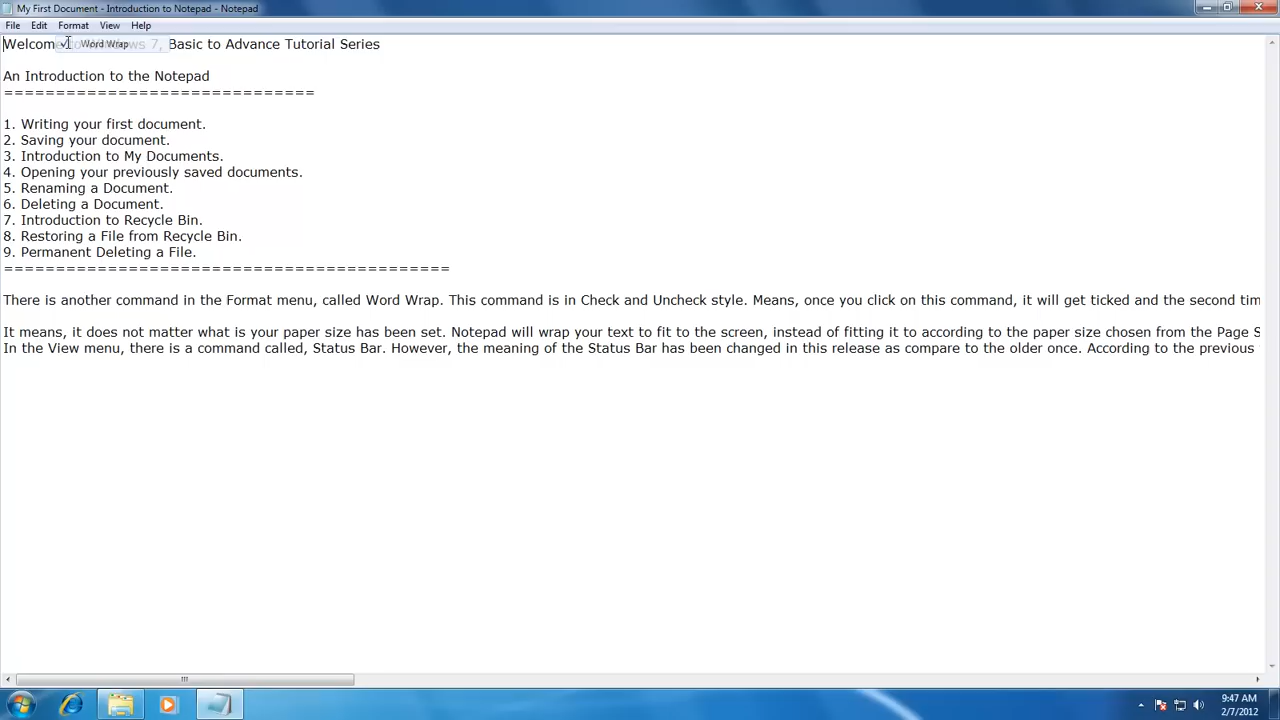 My First Document - Introduction to Notepad - Notepad
File Edit Format View Help
Welcome to Windows 7, Basic to Advance Tutorial Series
Word Wrap
An Introduction to the Notepad
==============================
1. Writing your first document.
2. Saving your document.
3. Introduction to My Documents.
4. Opening your previously saved documents.
5. Renaming a Document.
6. Deleting a Document.
7. Introduction to Recycle Bin.
8. Restoring a File from Recycle Bin.
9. Permanent Deleting a File.
===========================================
There is another command in the Format menu, called Word Wrap. This command is in Check and Uncheck style. Means, once you click on this command, it will get ticked and the second tim
It means, it does not matter what is your paper size has been set. Notepad will wrap your text to fit to the screen, instead of fitting it to according to the paper size chosen from the Page S
In the View menu, there is a command called, Status Bar. However, the meaning of the Status Bar has been changed in this release as compare to the older once. According to the previous
9:47 AM
2/7/2012